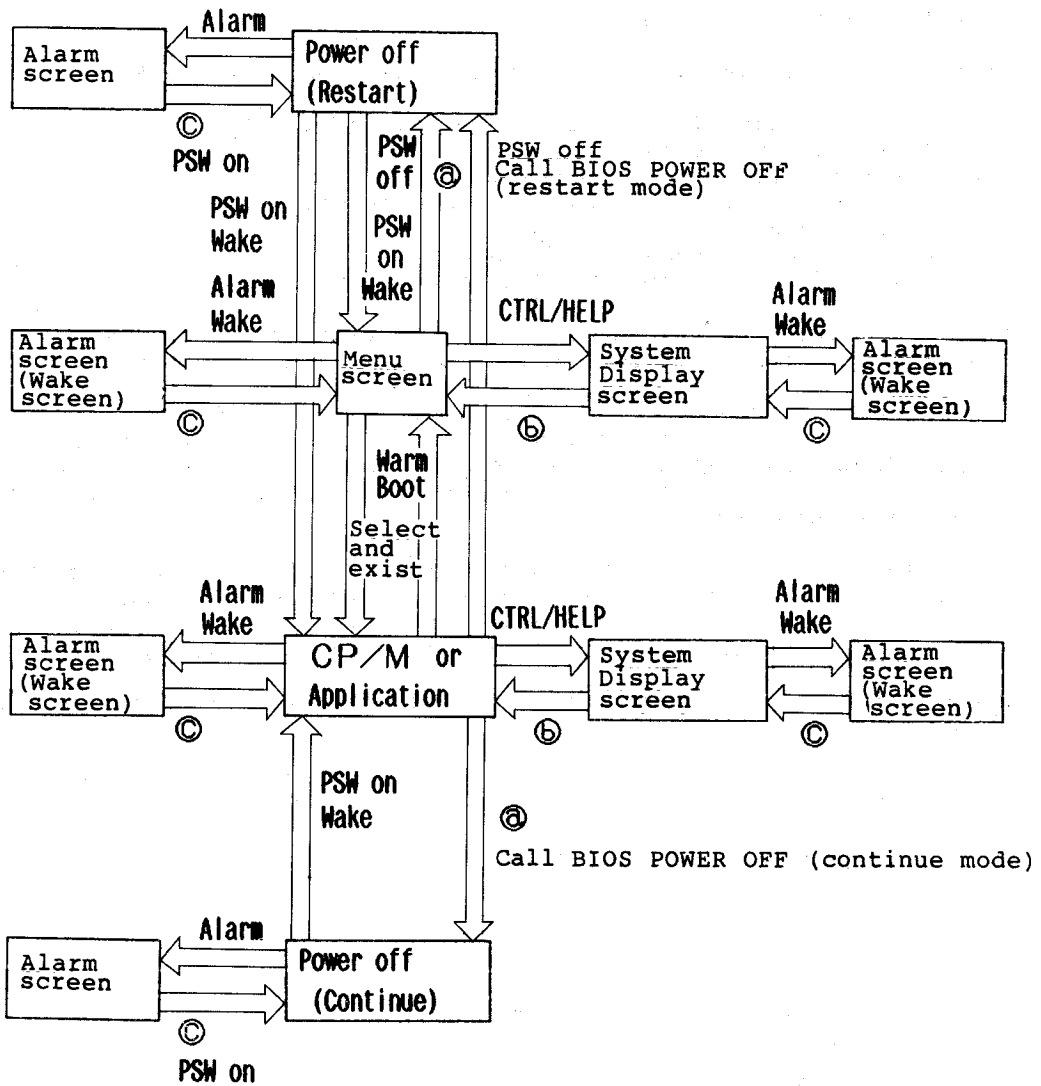 Alarm
Alarm
screen
Power off
(Restart)
ⓒ
PSW on
PSW
off
ⓐ
PSW off
Call BIOS POWER OFF
(restart mode)
PSW on
Wake
PSW
on
Wake
Alarm
Wake
CTRL/HELP
Alarm
Wake
Alarm
screen
(Wake
screen)
Menu
screen
System
Display
screen
Alarm
screen
(Wake
screen)
ⓒ
ⓑ
ⓒ
Warm
Boot
Select
and
exist
Alarm
Wake
CTRL/HELP
Alarm
Wake
Alarm
screen
(Wake
screen)
CP/M or
Application
System
Display
screen
Alarm
screen
(Wake
screen)
ⓒ
ⓑ
ⓒ
PSW on
Wake
ⓐ
Call BIOS POWER OFF (continue mode)
Alarm
Alarm
screen
Power off
(Continue)
ⓒ
PSW on